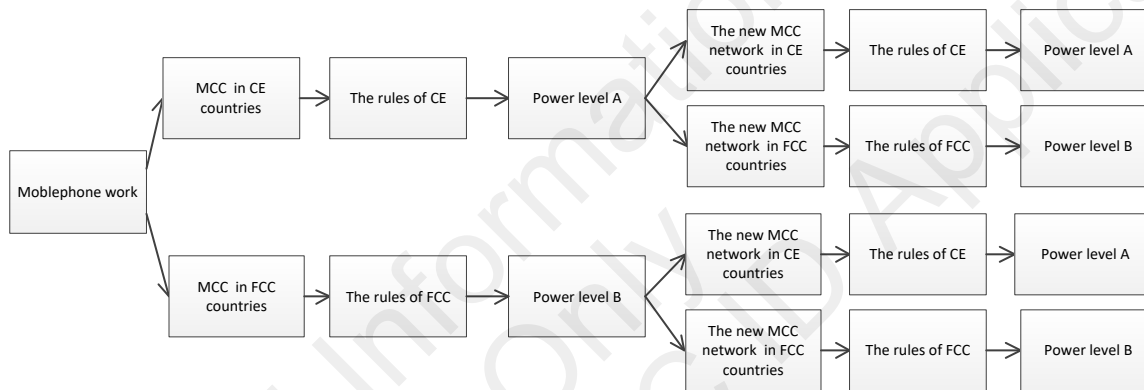 The new MCC
network in CE
countries
The rules of CE
Power level A
MCC in CE
countries
The rules of CE
Power level A
The new MCC
network in FCC
countries
The rules of FCC
Power level B
Moblephone work
The new MCC
network in CE
countries
The rules of CE
Power level A
MCC in FCC
countries
The rules of FCC
Power level B
The new MCC
network in FCC
countries
The rules of FCC
Power level B
Information
Only
ID